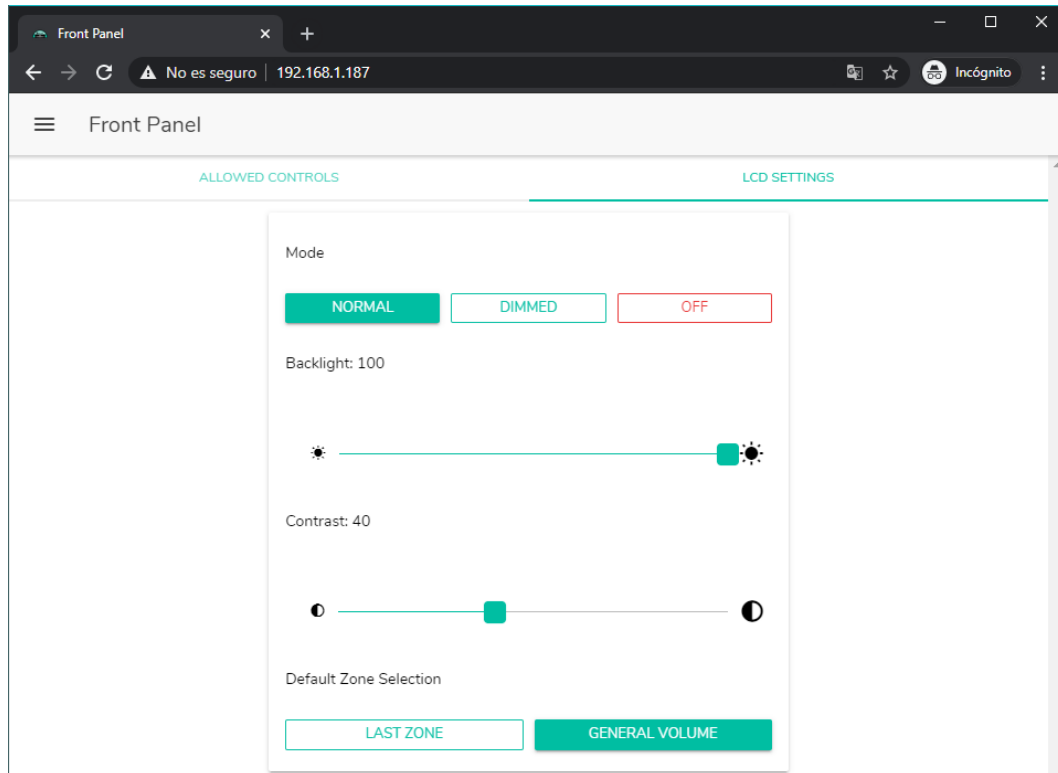 Front Panel
No es seguro 192.168.1.187 Incógnito
Front Panel
ALLOWED CONTROLS LCD SETTINGS
Mode
NORMAL DIMMED OFF
Backlight: 100
Contrast: 40
Default Zone Selection
LAST ZONE GENERAL VOLUME